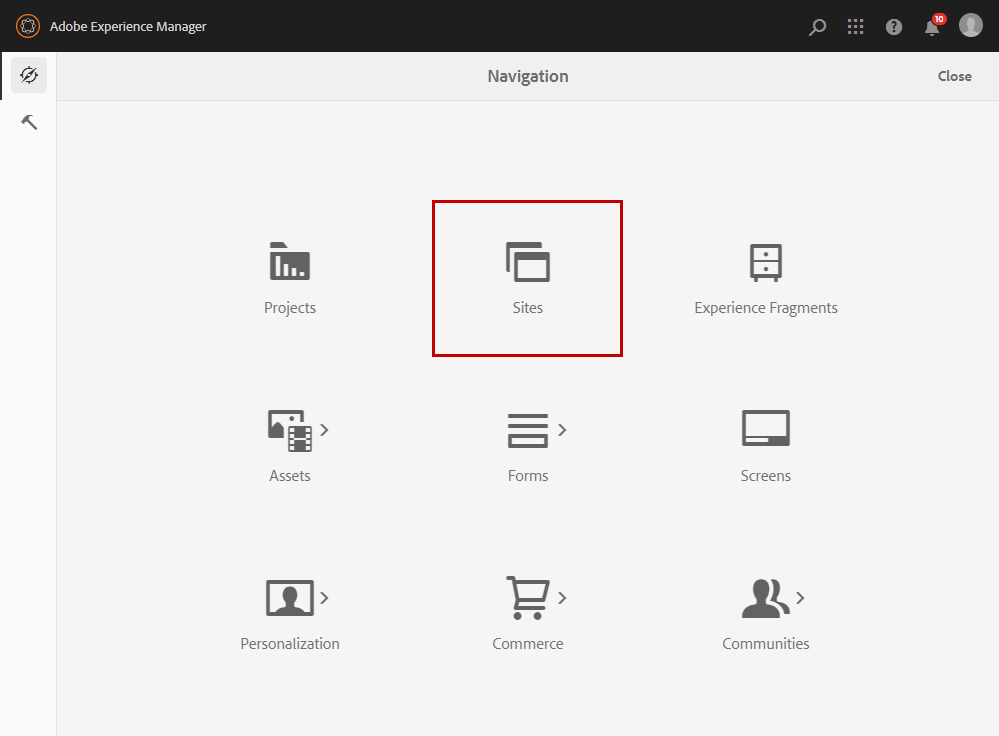 Adobe Experience Manager
10
Navigation
Close
Projects
Sites
Experience Fragments
Assets
Forms
Screens
Personalization
Commerce
Communities